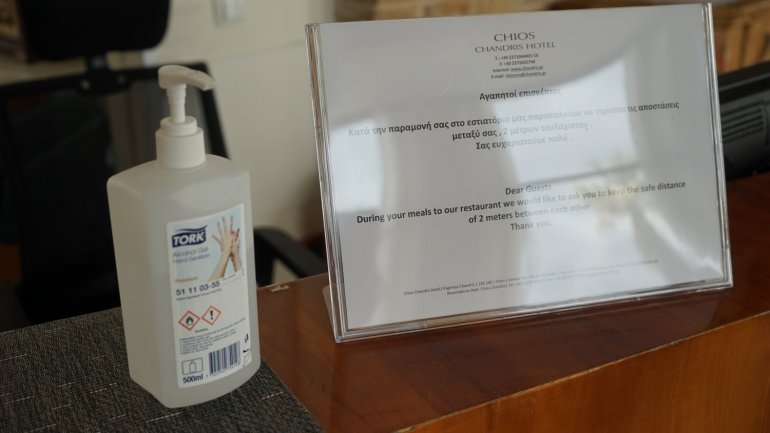 TORK
Alcohol Gel
Hand Sanitizer
51 11 03-55
500ml
CHIOS
CHANDRIS HOTEL
Αγαπητοί επισκέπτες
Κατά την παραμονή σας στο εστιατόριο μας παρακαλούμε να τηρείται τις αποστάσεις
μεταξύ σας , 2 μέτρων τουλάχιστος .
Σας ευχαριστούμε πολύ .
Dear Guests
During your meals to our restaurant we would like to ask you to keep the safe distance
of 2 meters between each other
Thank you.